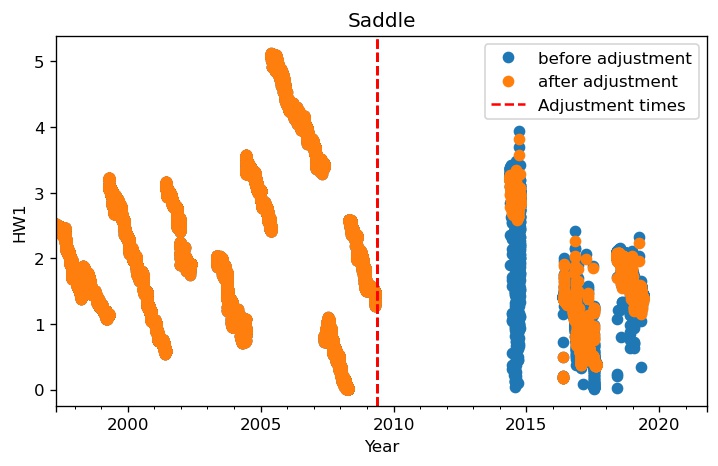 Saddle
before adjustment
after adjustment
Adjustment times
HW1
5
4
3
2
1
0
2000 2005 2010 2015 2020
Year